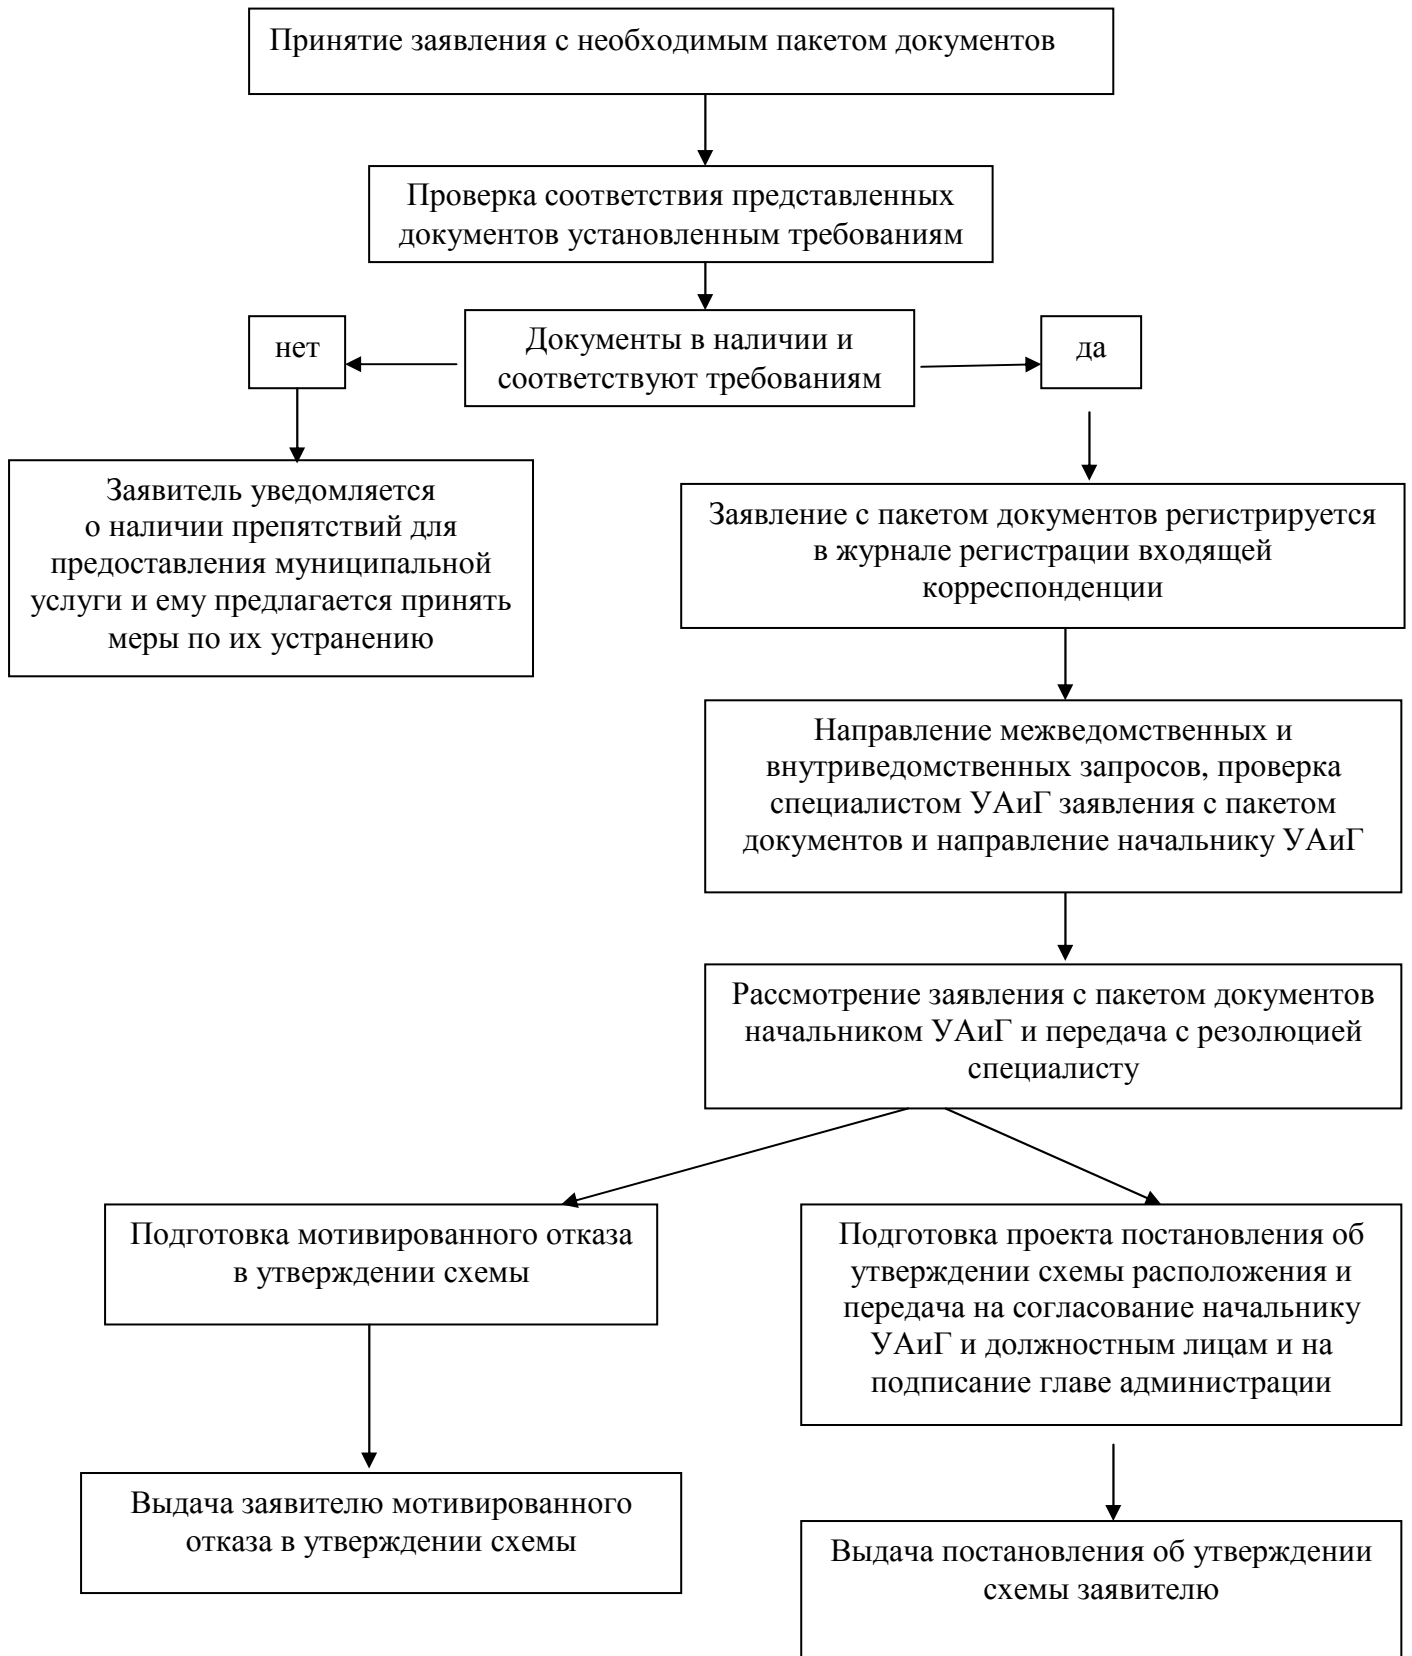 Принятие заявления с необходимым пакетом документов
Проверка соответствия представленных
документов установленным требованиям
Документы в наличии и
соответствуют требованиям
нет
да
Заявитель уведомляется
о наличии препятствий для
предоставления муниципальной
услуги и ему предлагается принять
меры по их устранению
Заявление с пакетом документов регистрируется
в журнале регистрации входящей
корреспонденции
Направление межведомственных и
внутриведомственных запросов, проверка
специалистом УАиГ заявления с пакетом
документов и направление начальнику УАиГ
Рассмотрение заявления с пакетом документов
начальником УАиГ и передача с резолюцией
специалисту
Подготовка мотивированного отказа
в утверждении схемы
Подготовка проекта постановления об
утверждении схемы расположения и
передача на согласование начальнику
УАиГ и должностным лицам и на
подписание главе администрации
Выдача заявителю мотивированного
отказа в утверждении схемы
Выдача постановления об утверждении
схемы заявителю